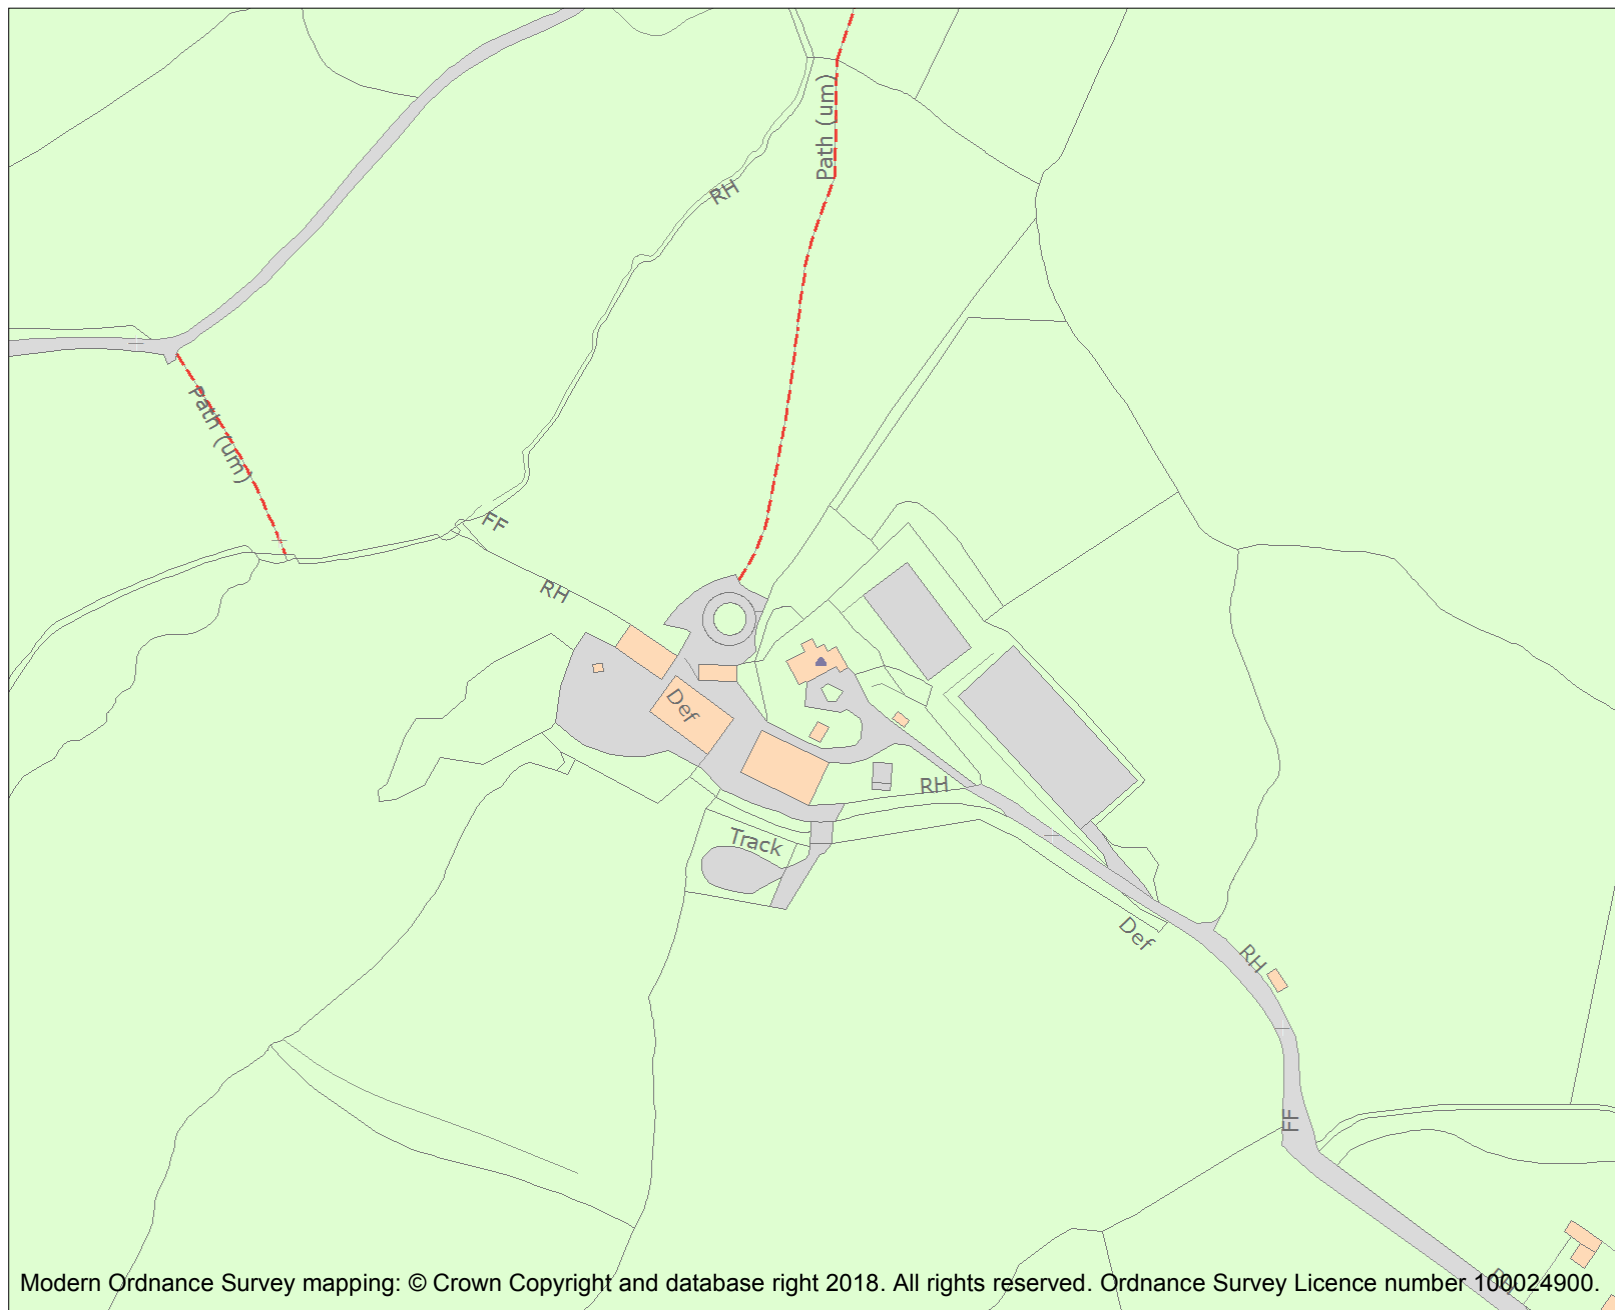 Path (um)
RH
Path (um)
FF
RH
Def
RH
Track
Def
RH
FF
Modern Ordnance Survey mapping: © Crown Copyright and database right 2018. All rights reserved. Ordnance Survey Licence number 100024900.